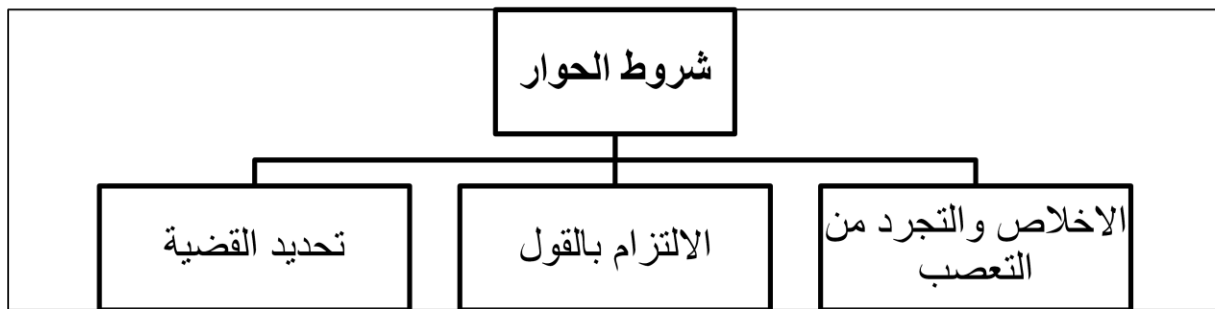 شروط الحوار
الاخلاص والتجرد من
التعصب
الالتزام بالقول
تحديد القضية